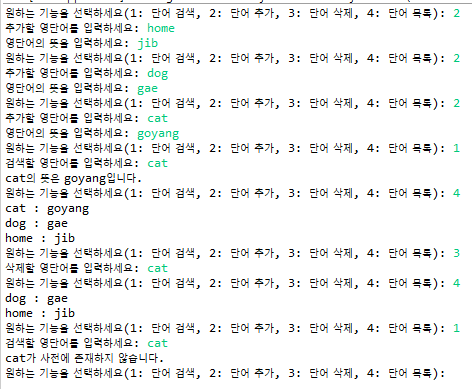 원하는 기능을 선택하세요(1: 단어 검색, 2: 단어 추가, 3: 단어 삭제, 4: 단어 목록): 2
추가할 영단어를 입력하세요: home
영단어의 뜻을 입력하세요: jib
원하는 기능을 선택하세요(1: 단어 검색, 2: 단어 추가, 3: 단어 삭제, 4: 단어 목록): 2
추가할 영단어를 입력하세요: dog
영단어의 뜻을 입력하세요: gae
원하는 기능을 선택하세요(1: 단어 검색, 2: 단어 추가, 3: 단어 삭제, 4: 단어 목록): 2
추가할 영단어를 입력하세요: cat
영단어의 뜻을 입력하세요: goyang
원하는 기능을 선택하세요(1: 단어 검색, 2: 단어 추가, 3: 단어 삭제, 4: 단어 목록): 1
검색할 영단어를 입력하세요: cat
cat의 뜻은 goyang입니다.
원하는 기능을 선택하세요(1: 단어 검색, 2: 단어 추가, 3: 단어 삭제, 4: 단어 목록): 4
cat : goyang
dog : gae
home : jib
원하는 기능을 선택하세요(1: 단어 검색, 2: 단어 추가, 3: 단어 삭제, 4: 단어 목록): 3
삭제할 영단어를 입력하세요: cat
원하는 기능을 선택하세요(1: 단어 검색, 2: 단어 추가, 3: 단어 삭제, 4: 단어 목록): 4
dog : gae
home : jib
원하는 기능을 선택하세요(1: 단어 검색, 2: 단어 추가, 3: 단어 삭제, 4: 단어 목록): 1
검색할 영단어를 입력하세요: cat
cat가 사전에 존재하지 않습니다.
원하는 기능을 선택하세요(1: 단어 검색, 2: 단어 추가, 3: 단어 삭제, 4: 단어 목록):